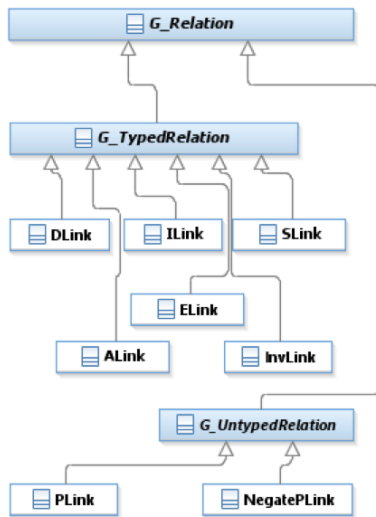 G_Relation
G_TypedRelation
DLink
ILink
SLink
ELink
ALink
InvLink
G_UntypedRelation
PLink
NegatePLink